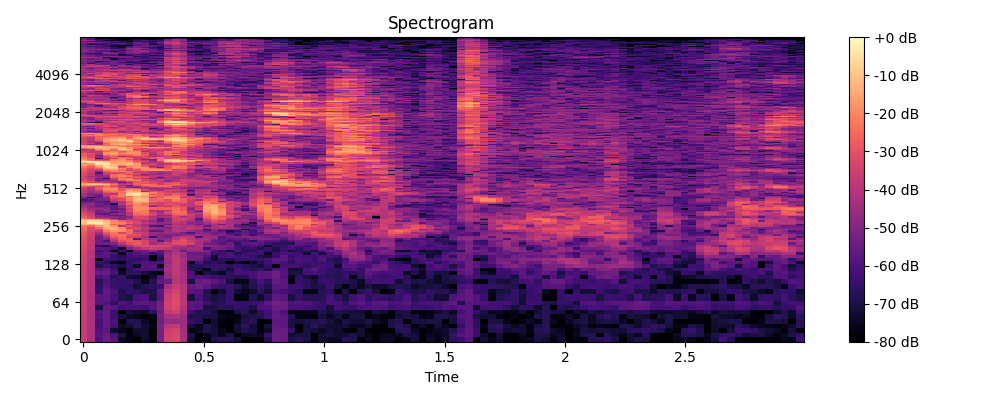 Spectrogram
Hz
4096
2048
1024
512
256
128
64
0
0
0.5
1
1.5
2
2.5
Time
+0 dB
-10 dB
-20 dB
-30 dB
-40 dB
-50 dB
-60 dB
-70 dB
-80 dB